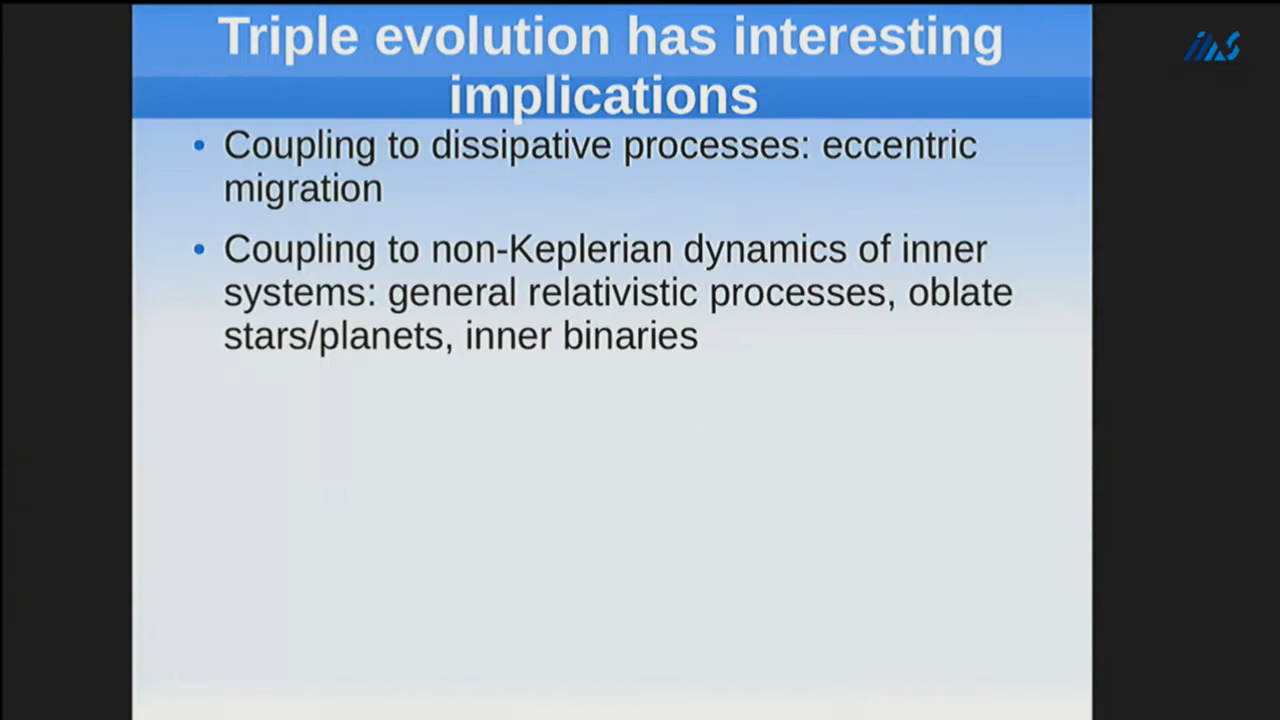 Triple evolution has interesting
implications
• Coupling to dissipative processes: eccentric
migration
• Coupling to non-Keplerian dynamics of inner
systems: general relativistic processes, oblate
stars/planets, inner binaries